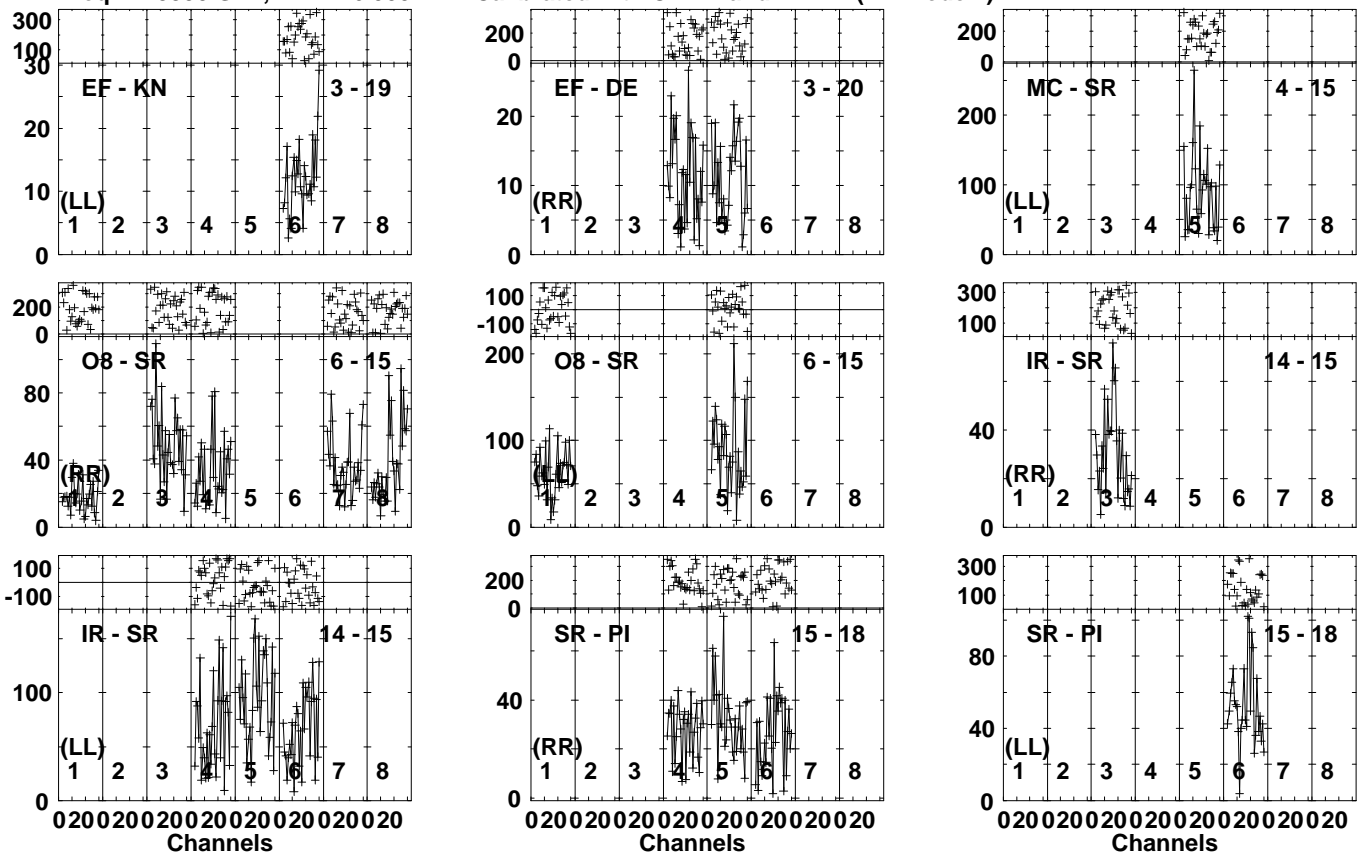 300 100
200 0
200 0
30 20 10 0
EF - KN 3 - 19
(LL)
1 2 3 4 5 6 7 8
20 10 0
EF - DE 3 - 20
(RR)
1 2 3 4 5 6 7 8
200 100 0
MC - SR 4 - 15
(LL)
1 2 3 4 5 6 7 8
200 0
100 -100
300 100
80 40 0
O8 - SR 6 - 15
(RR)
1 2 3 4 5 6 7 8
200 100 0
O8 - SR 6 - 15
(LL)
1 2 3 4 5 6 7 8
40 0
IR - SR 14 - 15
(RR)
1 2 3 4 5 6 7 8
100 -100
200 0
300 100
100 0
IR - SR 14 - 15
(LL)
1 2 3 4 5 6 7 8
40 0
SR - PI 15 - 18
(RR)
1 2 3 4 5 6 7 8
80 40 0
SR - PI 15 - 18
(LL)
1 2 3 4 5 6 7 8
0 20 0 20 0 20 0 20 0 20 0 20 0 20 0 20
0 20 0 20 0 20 0 20 0 20 0 20 0 20 0 20
0 20 0 20 0 20 0 20 0 20 0 20 0 20 0 20
Channels Channels Channels